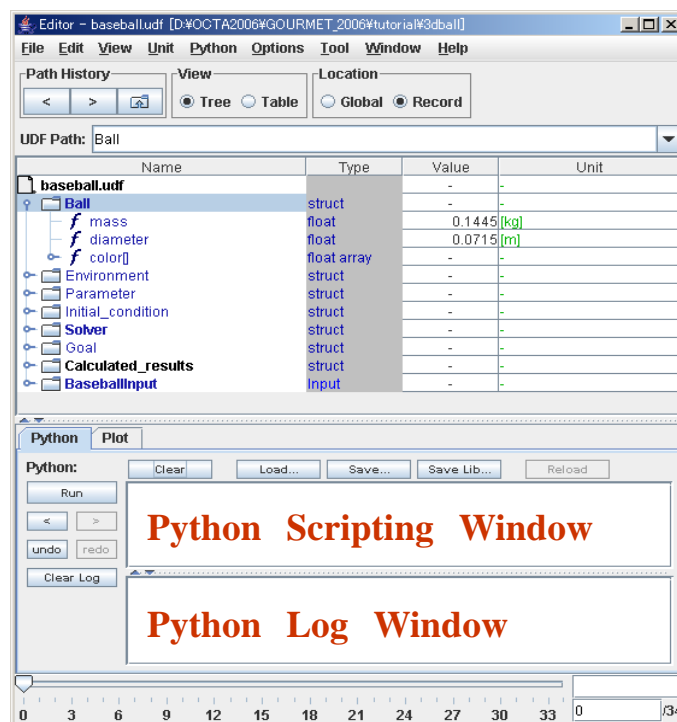 Editor - baseball.udf [D:¥OCTA2006¥GOURMET_2006¥tutorial¥3dball]
File Edit View Unit Python Options Tool Window Help
Path History View Location
< > Tree Table Global Record
UDF Path: Ball
Name Type Value Unit
baseball.udf - -
Ball struct - -
f mass float 0.1445 [kg]
f diameter float 0.0715 [m]
f color[] float array
Environment struct - -
Parameter struct - -
Initial_condition struct - -
Solver struct - -
Goal struct - -
Calculated_results struct - -
BaseballInput Input - -
Python Plot
Python: Clear Load... Save... Save Lib... Reload
Run
< >
undo redo
Clear Log
Python Scripting Window
Python Log Window
0 3 6 9 12 15 18 21 24 27 30 33 0 /34